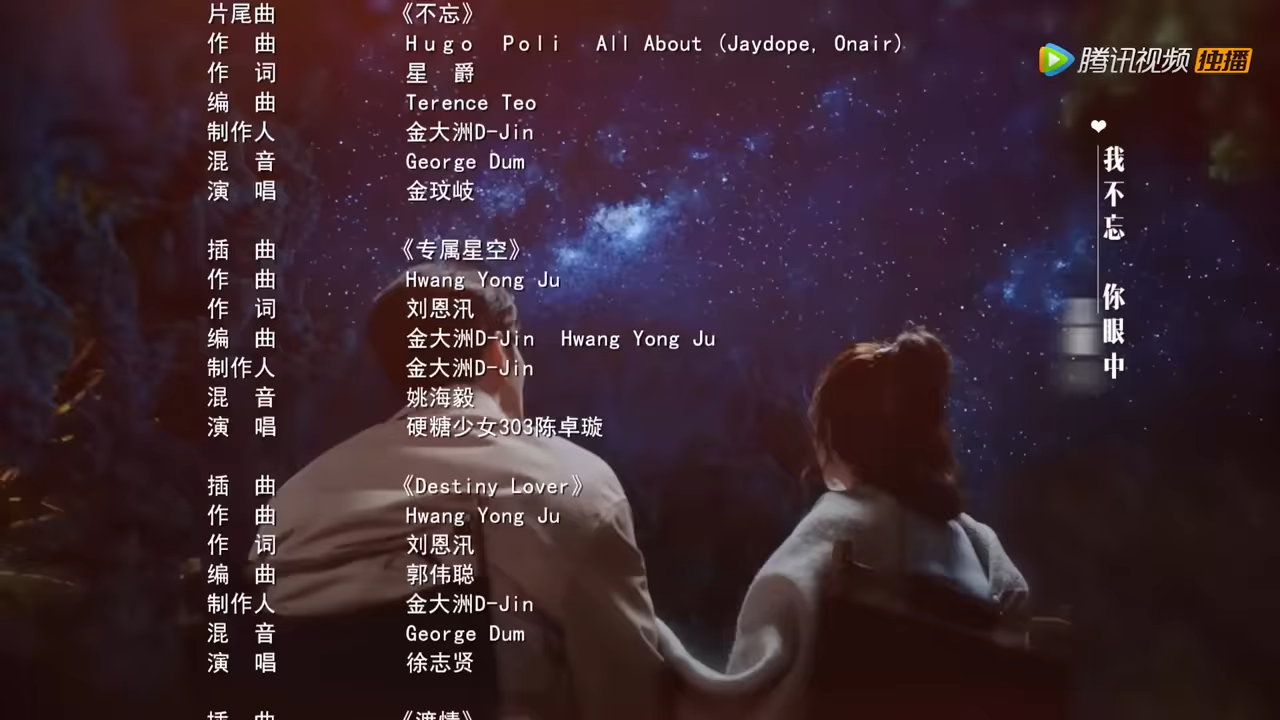 片尾曲 《不忘》
作 曲 Hugo Poli All About (Jaydope, Onair)
作 词 星 爵
编 曲 Terence Teo
制作人 金大洲D-Jin
混 音 George Dum
演 唱 金玟岐
插 曲 《专属星空》
作 曲 Hwang Yong Ju
作 词 刘恩汛
编 曲 金大洲D-Jin Hwang Yong Ju
制作人 金大洲D-Jin
混 音 姚海毅
演 唱 硬糖少女303陈卓璇
插 曲 《Destiny Lover》
作 曲 Hwang Yong Ju
作 词 刘恩汛
编 曲 郭伟聪
制作人 金大洲D-Jin
混 音 George Dum
演 唱 徐志贤
插 曲 《渡情》
腾讯视频 独播
我不忘 你眼中